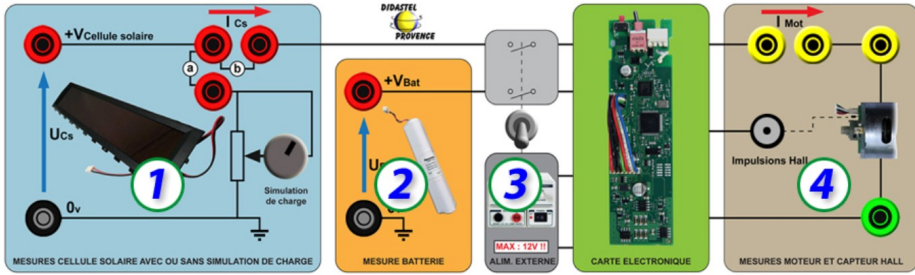 I Cs
+VCellule solaire
a
b
UCs
1
0v
Simulation
de charge
MESURES CELLULE SOLAIRE AVEC OU SANS SIMULATION DE CHARGE
DIDASTEL
PROVENCE
+VBat
2
MESURE BATTERIE
3
MAX : 12V !!
ALIM. EXTERNE
CARTE ELECTRONIQUE
I Mot
Impulsions Hall
4
MESURES MOTEUR ET CAPTEUR HALL